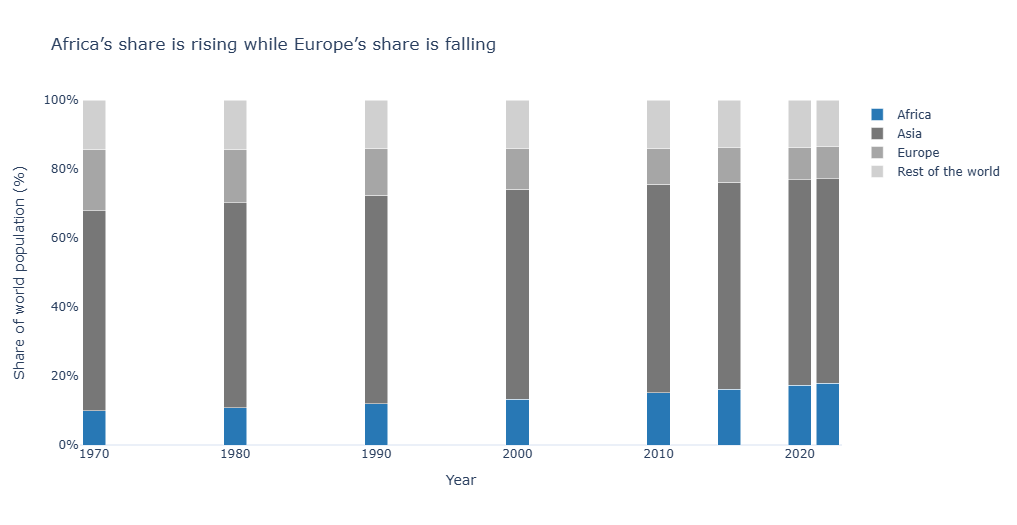 Africa’s share is rising while Europe’s share is falling
100%
80%
60%
40%
20%
0%
Share of world population (%)
1970
1980
1990
2000
2010
2020
Year
Africa
Asia
Europe
Rest of the world